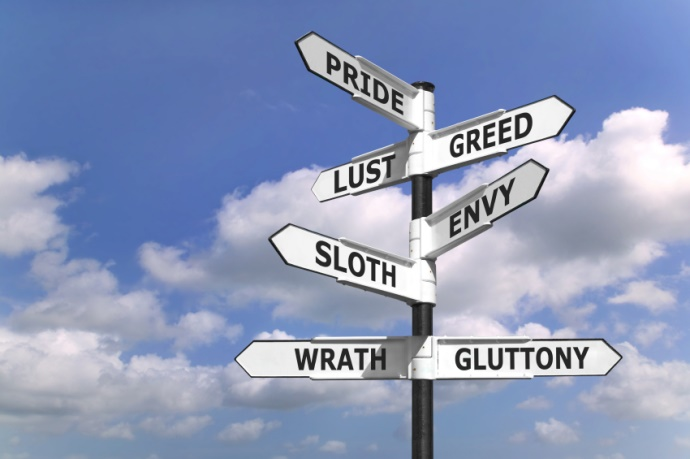 PRIDE
GREED
LUST
ENVY
SLOTH
WRATH
GLUTTONY